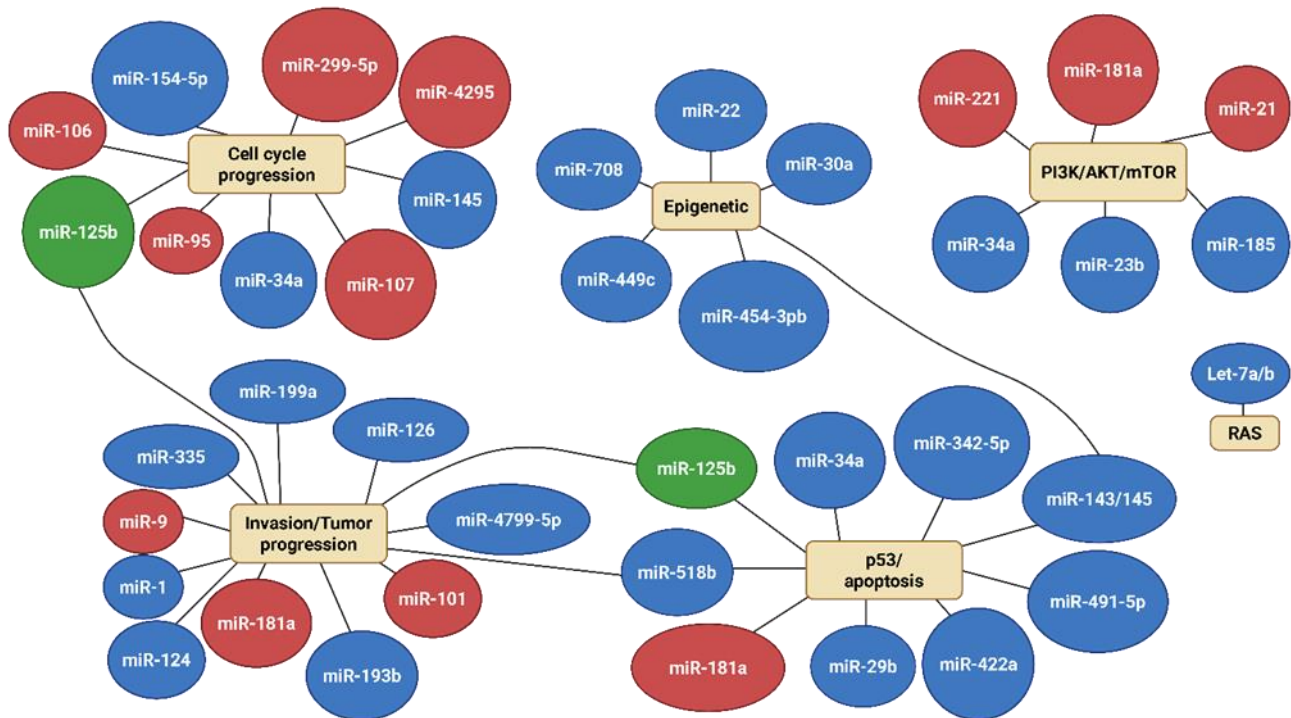 miR-154-5p
miR-299-5p
miR-4295
miR-106
Cell cycle
progression
miR-145
miR-125b
miR-95
miR-34a
miR-107
miR-22
miR-708
miR-30a
Epigenetic
miR-449c
miR-454-3pb
miR-221
miR-181a
miR-21
PI3K/AKT/mTOR
miR-34a
miR-23b
miR-185
Let-7a/b
RAS
miR-199a
miR-126
miR-335
miR-9
Invasion/Tumor
progression
miR-4799-5p
miR-1
miR-101
miR-181a
miR-124
miR-193b
miR-125b
miR-34a
miR-342-5p
miR-143/145
miR-518b
p53/
apoptosis
miR-491-5p
miR-181a
miR-29b
miR-422a